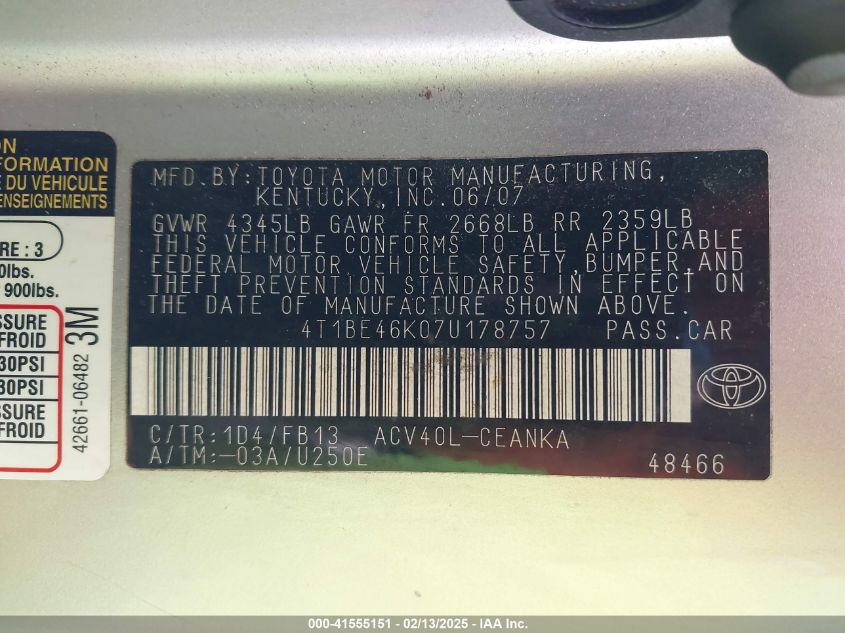 ON
FORMATION
DU VÉHICULE
ENSEIGNEMENTS
RE : 3
0lbs.
900lbs.
SSURE
FROID
30PSI
30PSI
SSURE
FROID
42661-06482 3M
MFD.BY:TOYOTA MOTOR MANUFACTURING,
KENTUCKY,INC.06/07
GVWR 4345LB GAWR FR 2668LB RR 2359LB
THIS VEHICLE CONFORMS TO ALL APPLICABLE
FEDERAL MOTOR VEHICLE SAFETY,BUMPER,AND
THEFT PREVENTION STANDARDS IN EFFECT ON
THE DATE OF MANUFACTURE SHOWN ABOVE.
4T1BE46K07U178757 PASS.CAR
C/TR:1D4/FB13 ACV40L-CEANKA
A/TM:-03A/U250E
48466
000-41555151 - 02/13/2025 - IAA Inc.